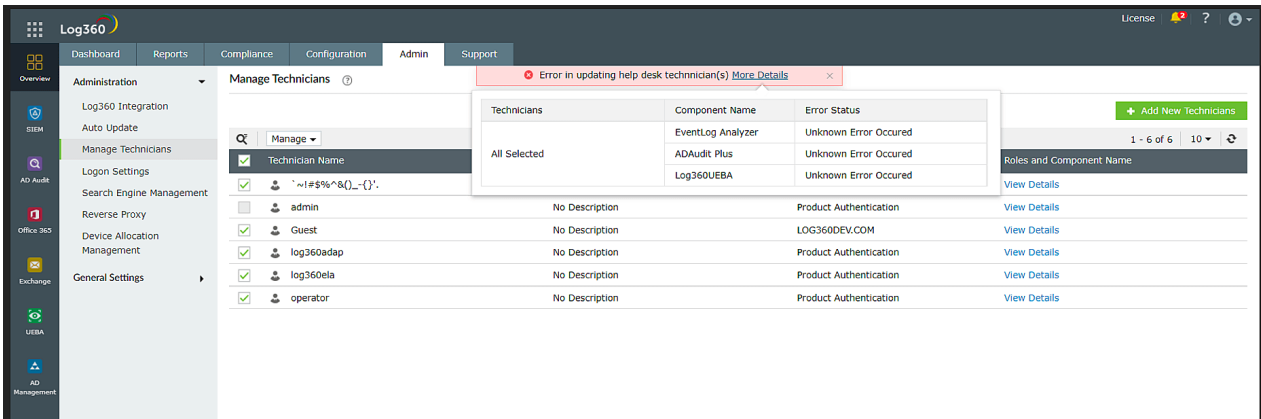 Log360
License
2
?
Dashboard Reports Compliance Configuration Admin Support
Overview
SIEM
AD Audit
Office 365
Exchange
UEBA
AD
Management
Administration
Log360 Integration
Auto Update
Manage Technicians
Logon Settings
Search Engine Management
Reverse Proxy
Device Allocation
Management
General Settings
Manage Technicians ?
Error in updating help desk techninician(s) More Details ×
Technicians Component Name Error Status
All Selected
EventLog Analyzer Unknown Error Occured
ADAudit Plus Unknown Error Occured
Log360UEBA Unknown Error Occured
+ Add New Technicians
Manage
1 - 6 of 6 10
Technician Name Roles and Component Name
`~!#$%^&()_-{}'. View Details
admin No Description Product Authentication View Details
Guest No Description LOG360DEV.COM View Details
log360adap No Description Product Authentication View Details
log360ela No Description Product Authentication View Details
operator No Description Product Authentication View Details